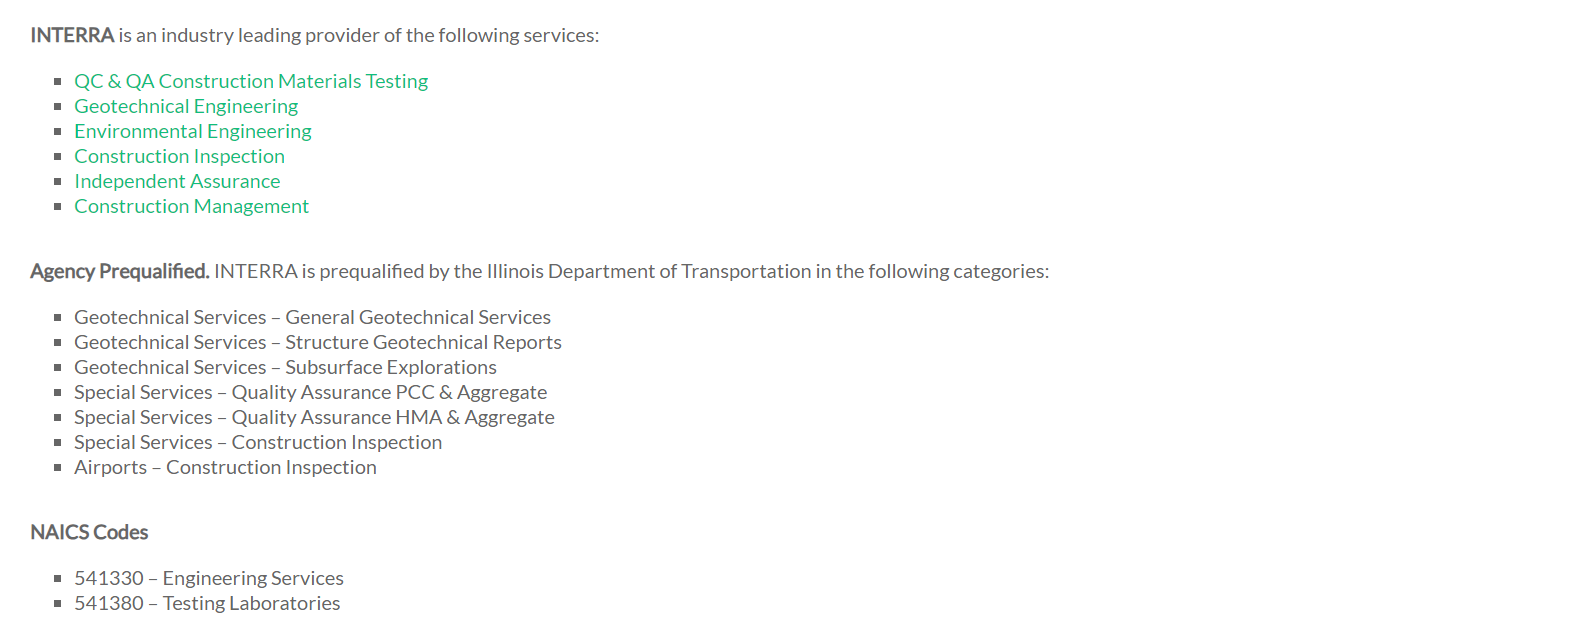 INTERRA is an industry leading provider of the following services:
QC & QA Construction Materials Testing
Geotechnical Engineering
Environmental Engineering
Construction Inspection
Independent Assurance
Construction Management
Agency Prequalified. INTERRA is prequalified by the Illinois Department of Transportation in the following categories:
Geotechnical Services – General Geotechnical Services
Geotechnical Services – Structure Geotechnical Reports
Geotechnical Services – Subsurface Explorations
Special Services – Quality Assurance PCC & Aggregate
Special Services – Quality Assurance HMA & Aggregate
Special Services – Construction Inspection
Airports – Construction Inspection
NAICS Codes
541330 – Engineering Services
541380 – Testing Laboratories